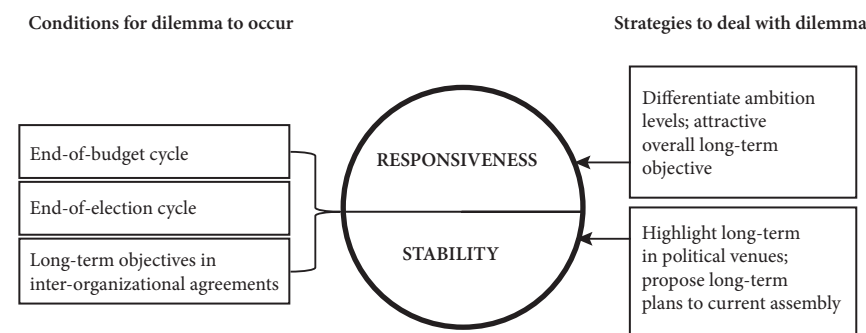 Conditions for dilemma to occur
Strategies to deal with dilemma
End-of-budget cycle
End-of-election cycle
Long-term objectives in
inter-organizational agreements
RESPONSIVENESS
STABILITY
Differentiate ambition
levels; attractive
overall long-term
objective
Highlight long-term
in political venues;
propose long-term
plans to current assembly